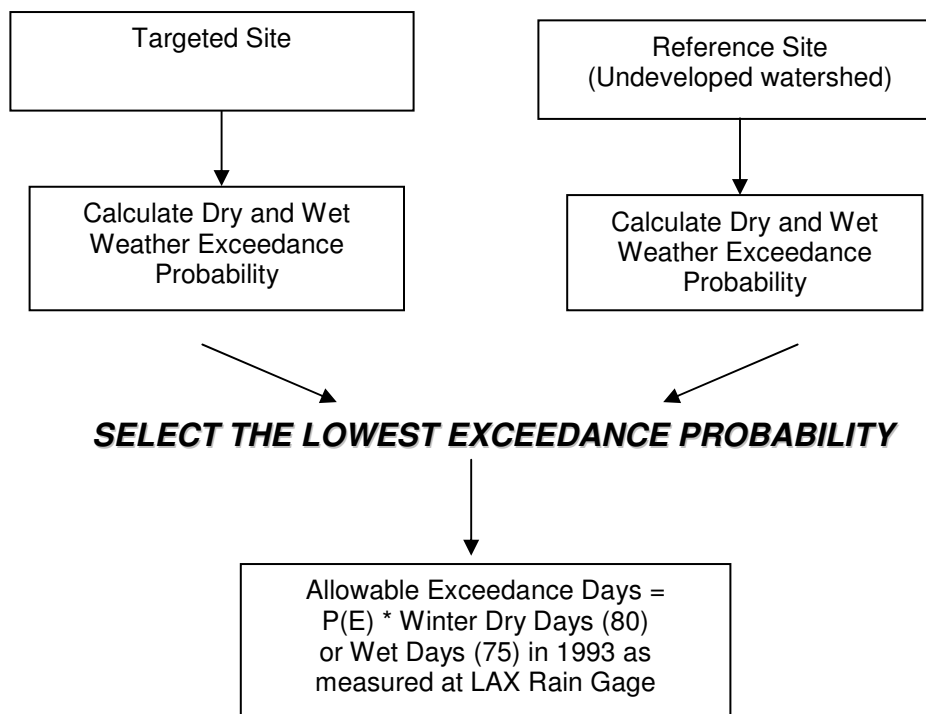 Targeted Site
Reference Site
(Undeveloped watershed)
Calculate Dry and Wet
Weather Exceedance
Probability
Calculate Dry and Wet
Weather Exceedance
Probability
SELECT THE LOWEST EXCEEDANCE PROBABILITY
Allowable Exceedance Days =
P(E) * Winter Dry Days (80)
or Wet Days (75) in 1993 as
measured at LAX Rain Gage